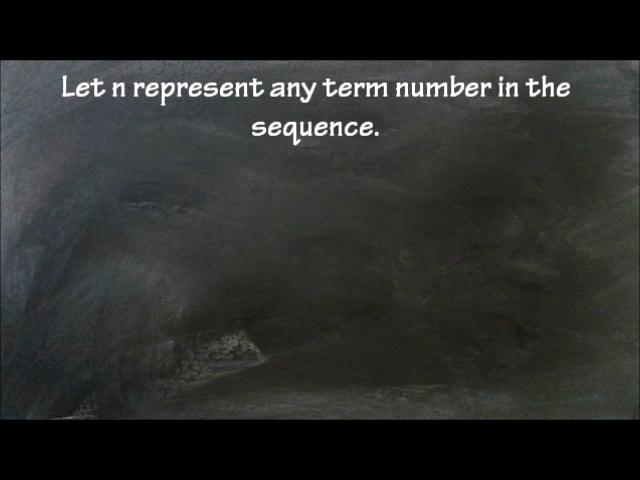 Let n represent any term number in the
sequence.